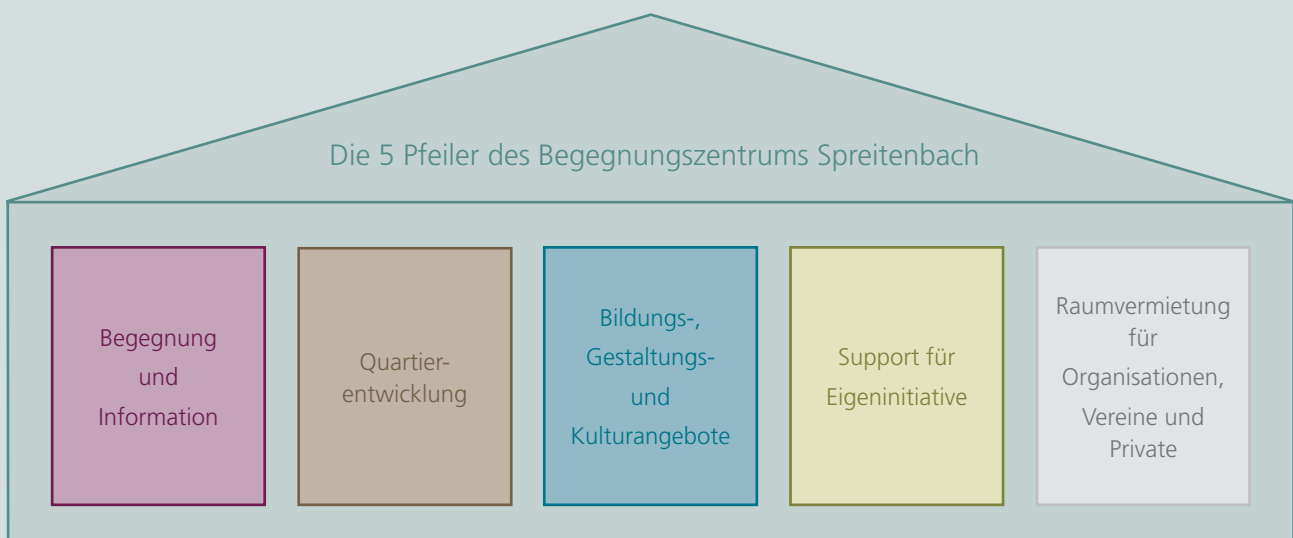 Die 5 Pfeiler des Begegnungszentrums Spreitenbach
Begegnung
und
Information
Quartier-
entwicklung
Bildungs-,
Gestaltungs-
und
Kulturangebote
Support für
Eigeninitiative
Raumvermietung
für
Organisationen,
Vereine und
Private